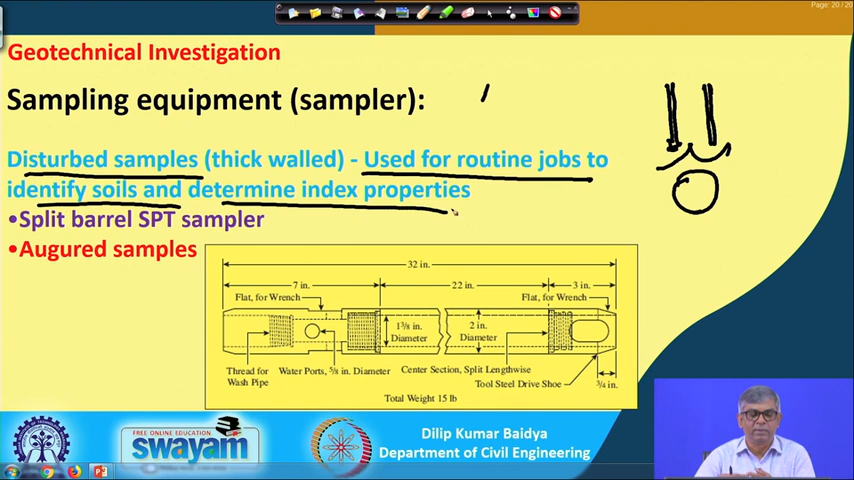 Page: 20 / 20
Geotechnical Investigation
Sampling equipment (sampler):
Disturbed samples (thick walled) - Used for routine jobs to
identify soils and determine index properties
•Split barrel SPT sampler
•Augured samples
32 in.
7 in.
22 in.
3 in.
Flat, for Wrench
Flat, for Wrench
1 3/8 in.
Diameter
2 in.
Diameter
Thread for
Wash Pipe
Water Ports, 5/8 in. Diameter
Center Section, Split Lengthwise
Tool Steel Drive Shoe
3/4 in.
Total Weight 15 lb
FREE ONLINE EDUCATION
swayam
Dilip Kumar Baidya
Department of Civil Engineering